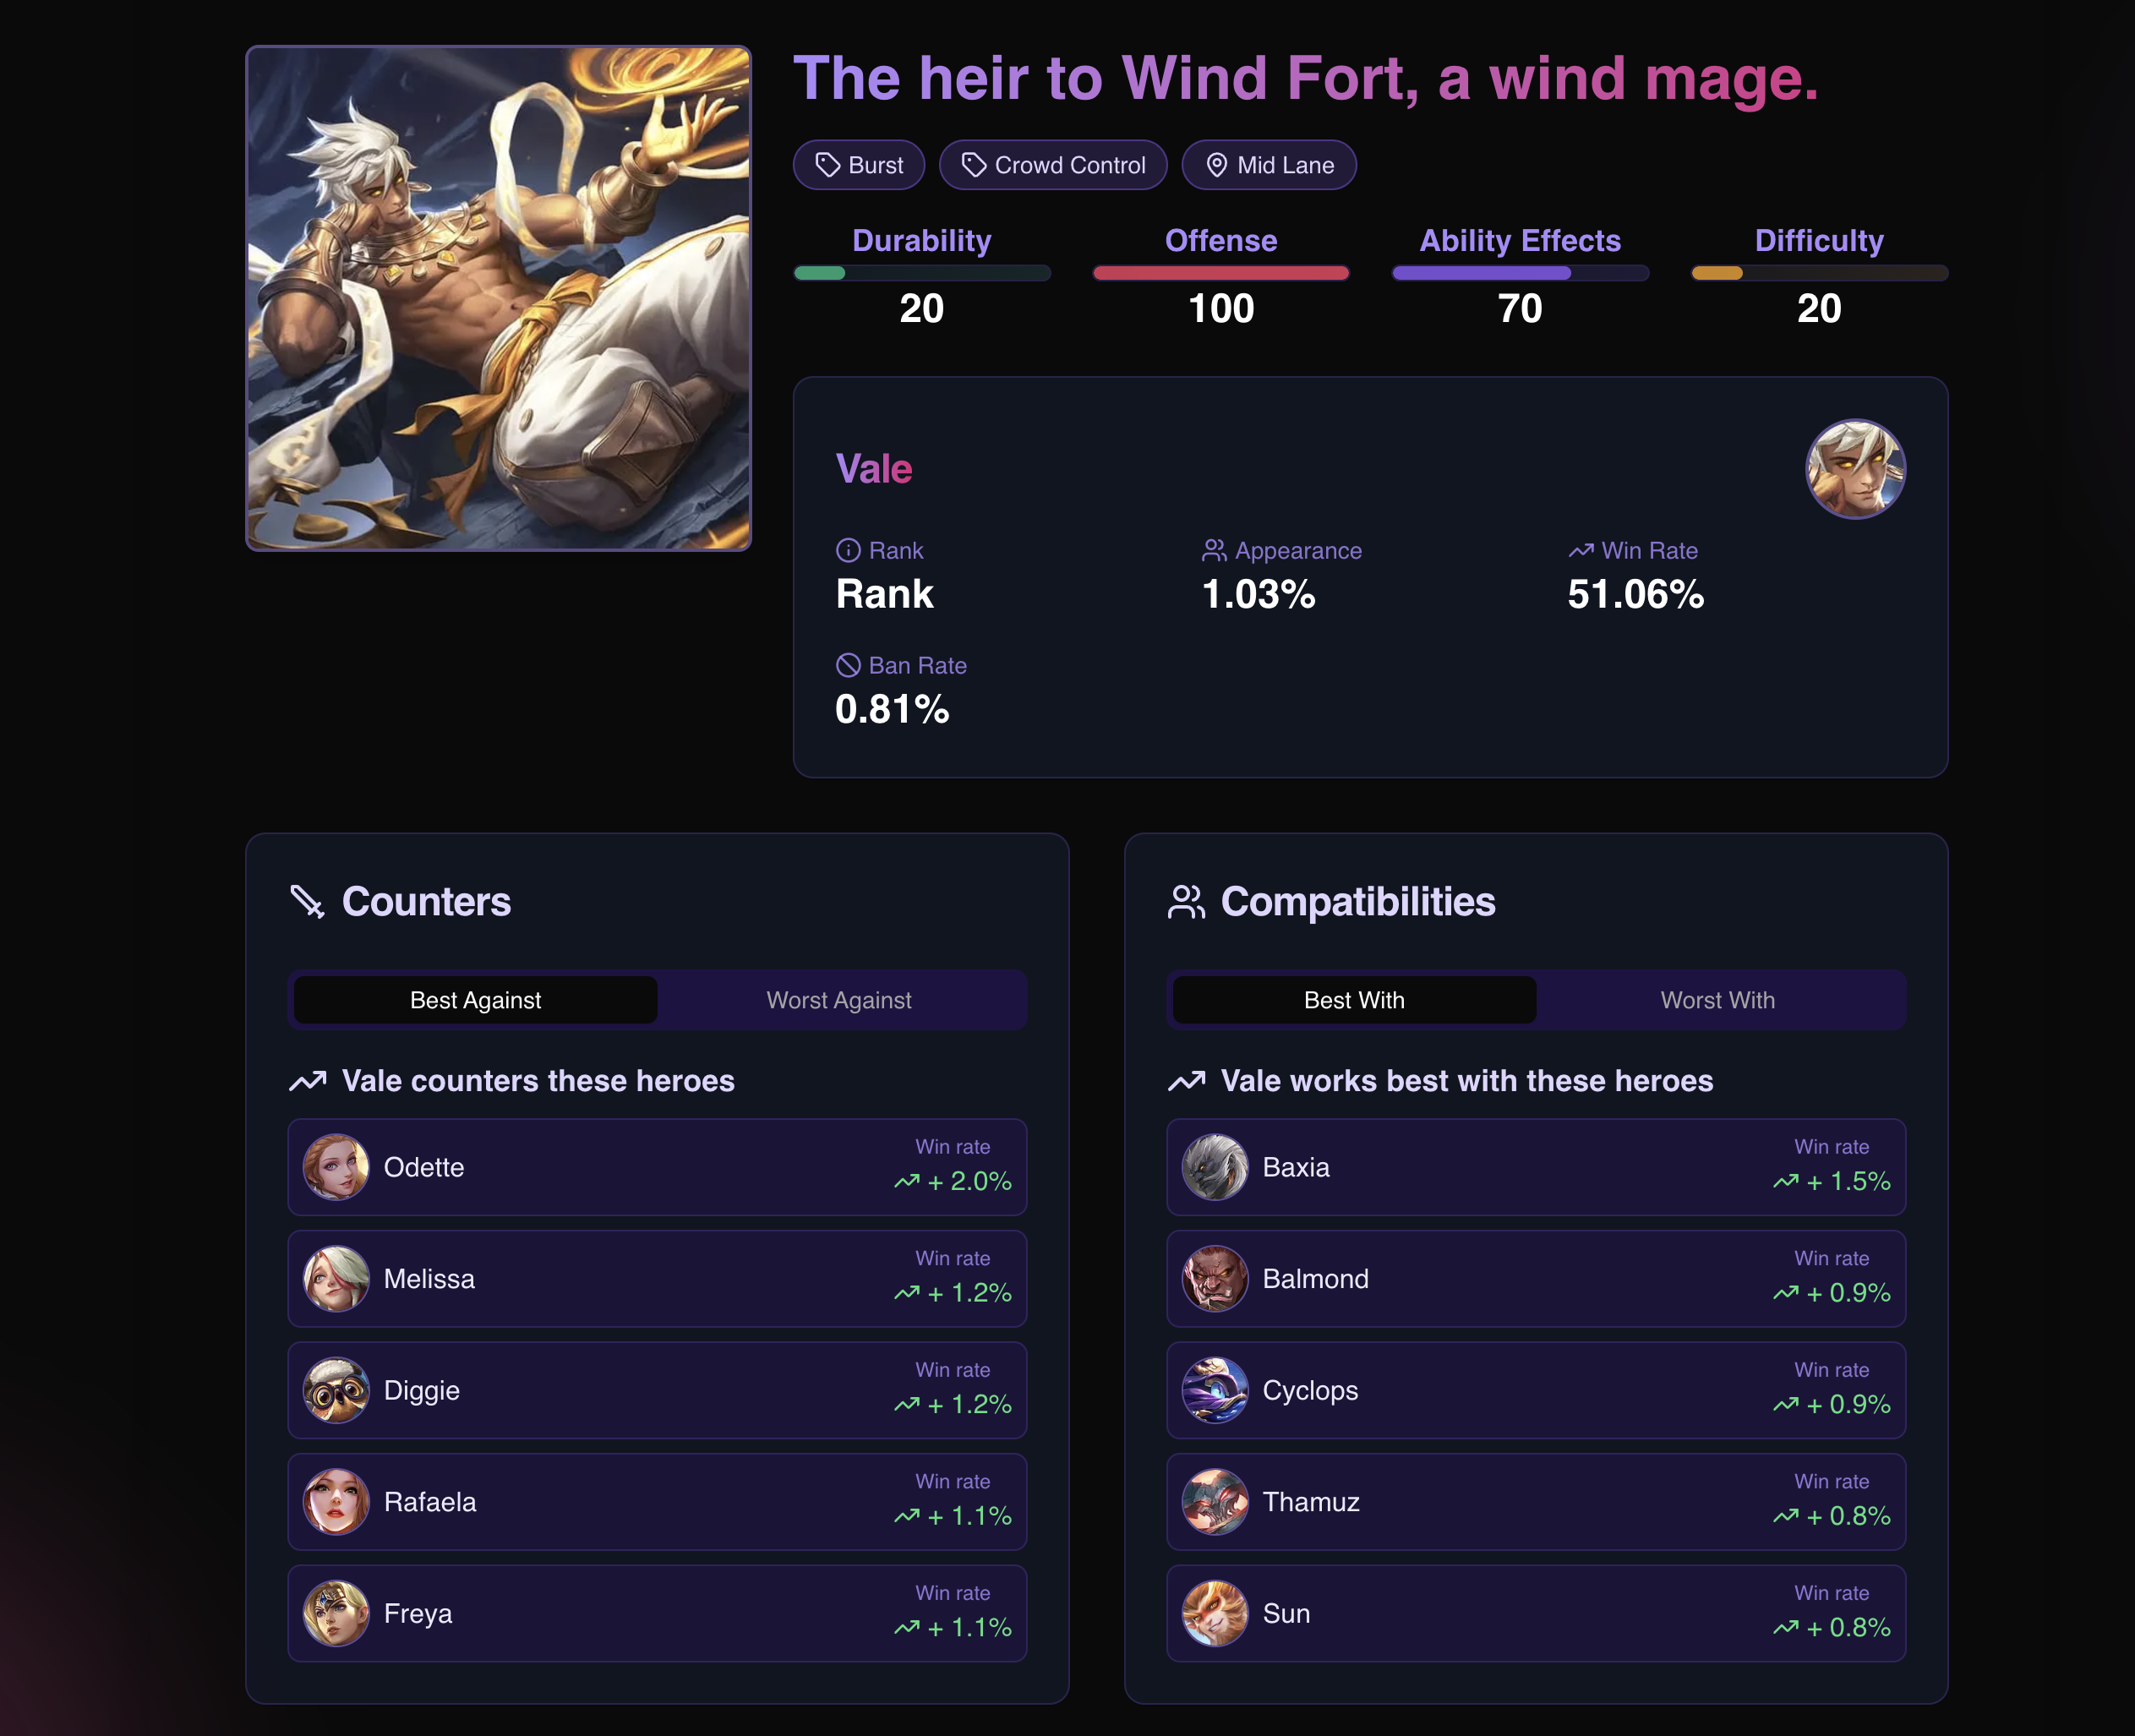 The heir to Wind Fort, a wind mage.
Burst
Crowd Control
Mid Lane
Durability
20
Offense
100
Ability Effects
70
Difficulty
20
Vale
Rank
Rank
Appearance
1.03%
Win Rate
51.06%
Ban Rate
0.81%
Counters
Best Against
Worst Against
Vale counters these heroes
Odette
Win rate
+ 2.0%
Melissa
Win rate
+ 1.2%
Diggie
Win rate
+ 1.2%
Rafaela
Win rate
+ 1.1%
Freya
Win rate
+ 1.1%
Compatibilities
Best With
Worst With
Vale works best with these heroes
Baxia
Win rate
+ 1.5%
Balmond
Win rate
+ 0.9%
Cyclops
Win rate
+ 0.9%
Thamuz
Win rate
+ 0.8%
Sun
Win rate
+ 0.8%